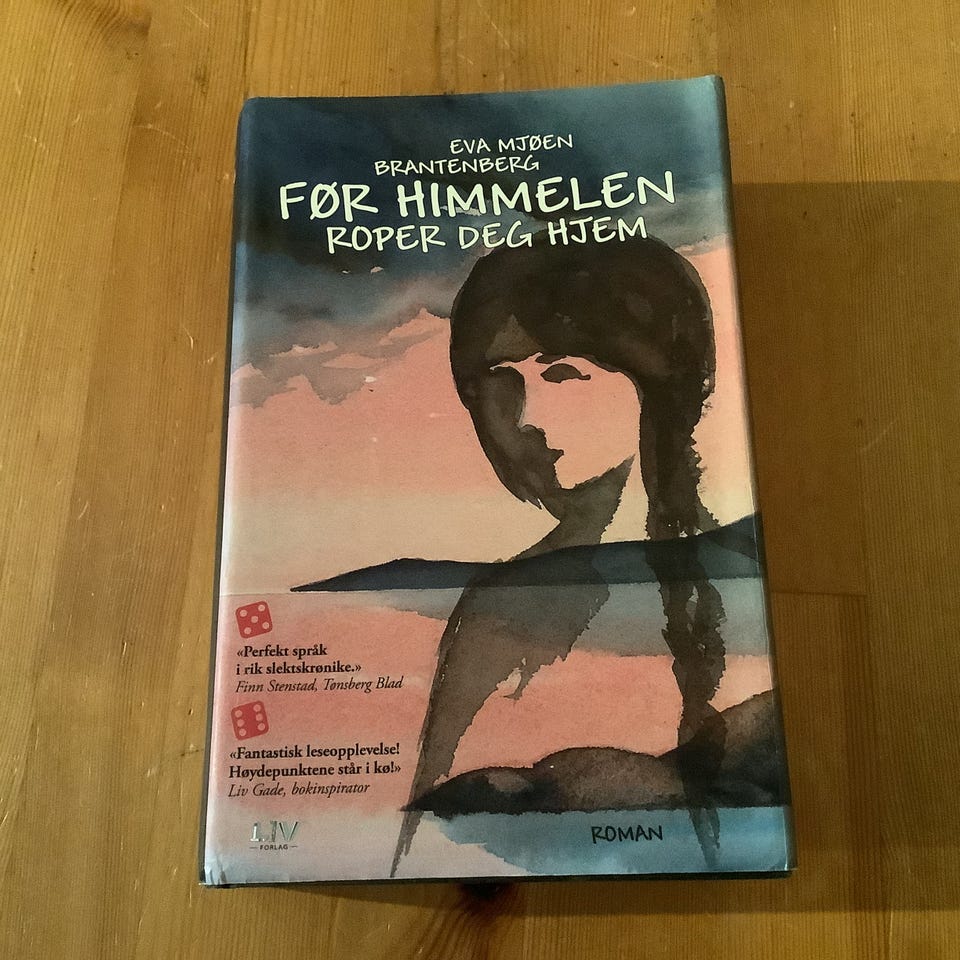 EVA MJØEN
BRANTENBERG
FØR HIMMELEN
ROPER DEG HJEM
«Perfekt språk
i rik slektskrønike.»
Finn Stenstad, Tønsberg Blad
«Fantastisk leseopplevelse!
Høydepunktene står i kø!»
Liv Gade, bokinspirator
LIV
FORLAG
ROMAN